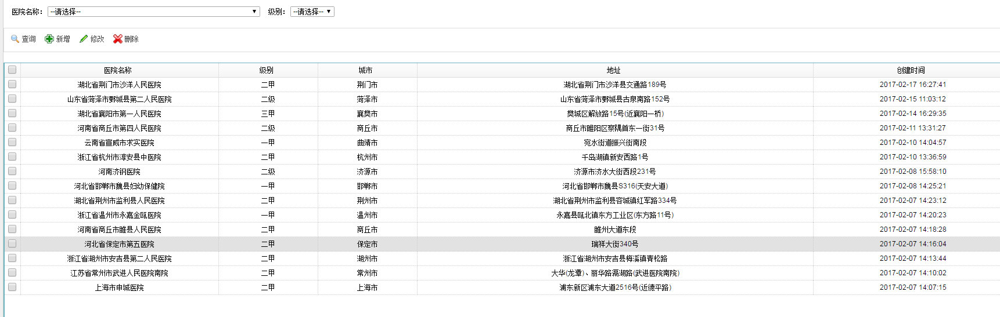 医院名称： --请选择-- 级别： --请选择--
查询 新增 修改 删除
医院名称 级别 城市 地址 创建时间
湖北省荆门市沙洋人民医院 二甲 荆门市 湖北省荆门市沙洋县交通路189号 2017-02-17 16:27:41
山东省菏泽市鄄城县第二人民医院 二级 菏泽市 山东省菏泽市鄄城县古泉南路152号 2017-02-15 11:03:12
湖北省襄阳市第一人民医院 三甲 襄樊市 樊城区解放路15号(近襄阳一桥) 2017-02-14 16:29:35
河南省商丘市第四人民医院 二级 商丘市 商丘市睢阳区蔡隅首东一街31号 2017-02-11 13:31:27
云南省宣威市求实医院 一甲 曲靖市 宛水街道振兴街南段 2017-02-10 14:04:57
浙江省杭州市淳安县中医院 二甲 杭州市 千岛湖镇新安西路1号 2017-02-10 13:36:59
河南济钢医院 二级 济源市 济源市济水大街西段231号 2017-02-08 15:58:10
河北省邯郸市魏县妇幼保健院 一甲 邯郸市 河北省邯郸市魏县S316(天安大道) 2017-02-08 14:25:21
湖北省荆州市监利县人民医院 二甲 荆州市 湖北省荆州市监利县容城镇红军路334号 2017-02-07 14:23:12
浙江省温州市永嘉金瓯医院 一甲 温州市 永嘉县瓯北镇东方工业区(东方路11号) 2017-02-07 14:20:23
河南省商丘市睢县人民医院 二甲 商丘市 睢州大道东段 2017-02-07 14:18:28
河北省保定市第五医院 二甲 保定市 瑞祥大街340号 2017-02-07 14:16:04
浙江省湖州市安吉县第二人民医院 二甲 湖州市 浙江省湖州市安吉县梅溪镇青松路 2017-02-07 14:13:44
江苏省常州市武进人民医院南院 二甲 常州市 大华(龙潭)、丽华路滆湖路(武进医院南院) 2017-02-07 14:10:02
上海市申城医院 二甲 上海市 浦东新区浦东大道2516号(近德平路) 2017-02-07 14:07:15